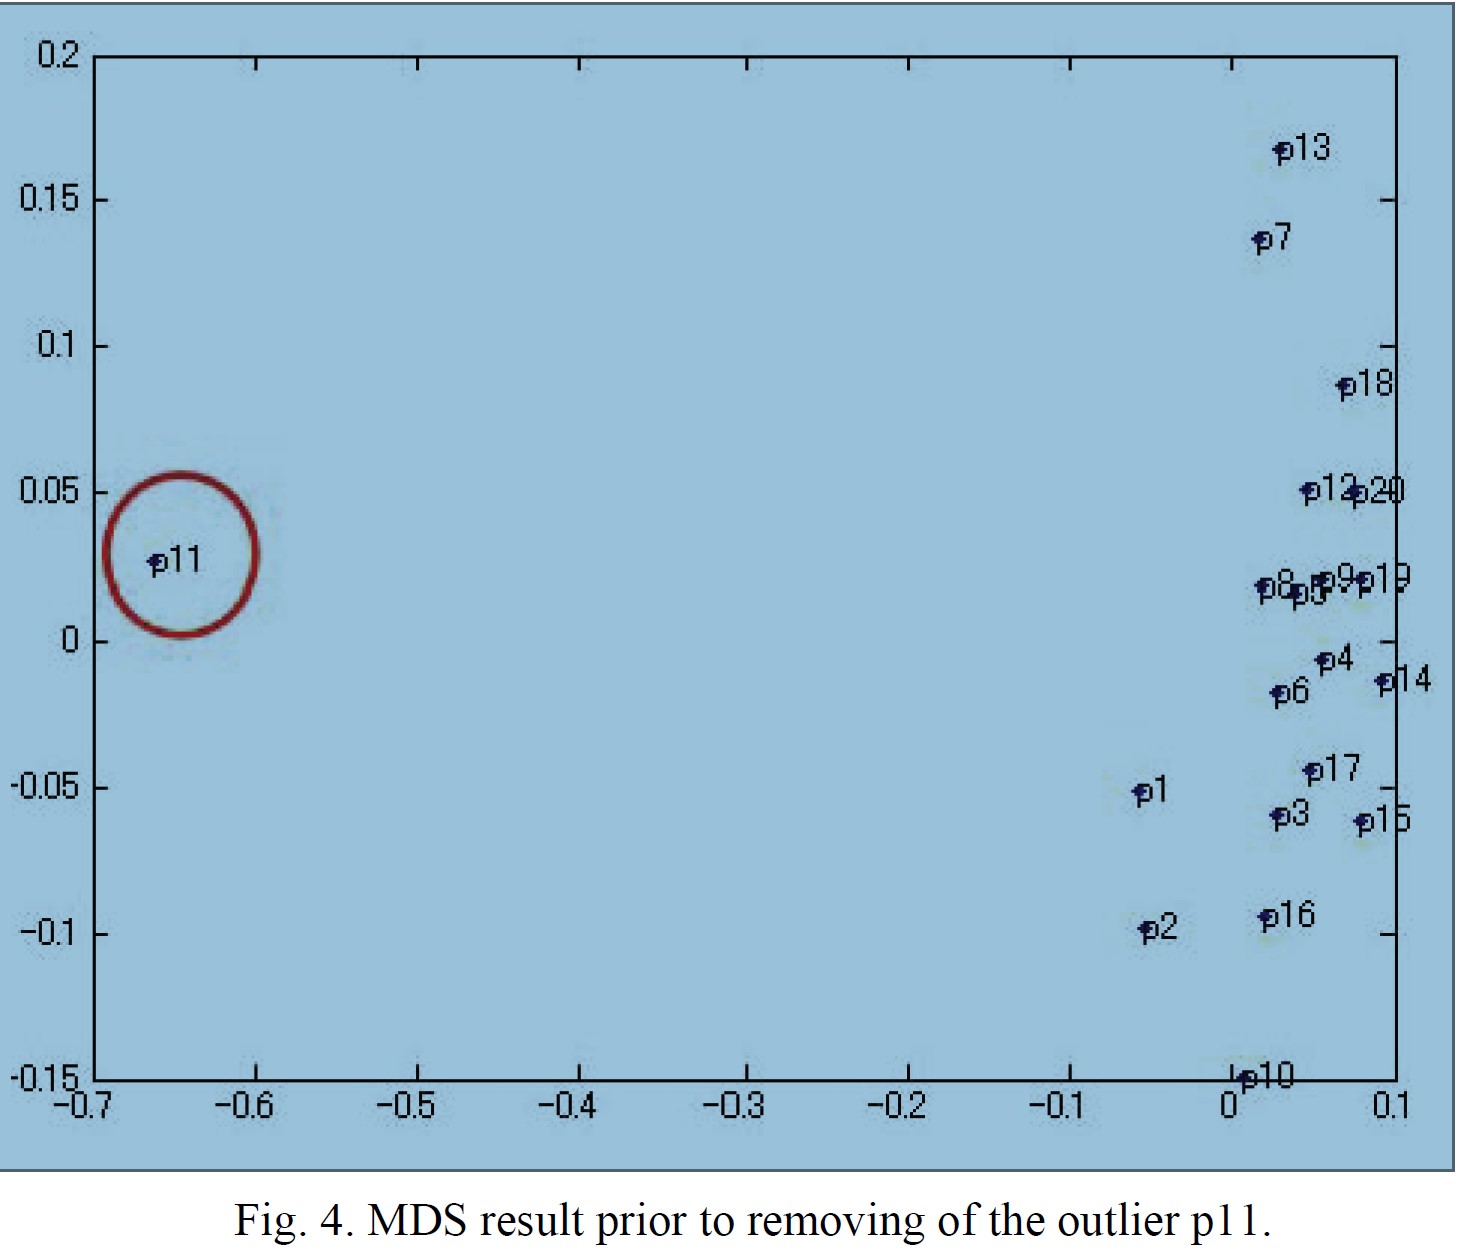 0.2
p13
0.15
p7
0.1
p18
0.05
p12 p20
p11
p8 p5 p9 p19
0
p4
p14
p6
-0.05
p1
p17
p3
p15
-0.1
p2
p16
-0.15
p10
-0.7 -0.6 -0.5 -0.4 -0.3 -0.2 -0.1 0 0.1
Fig. 4. MDS result prior to removing of the outlier p11.